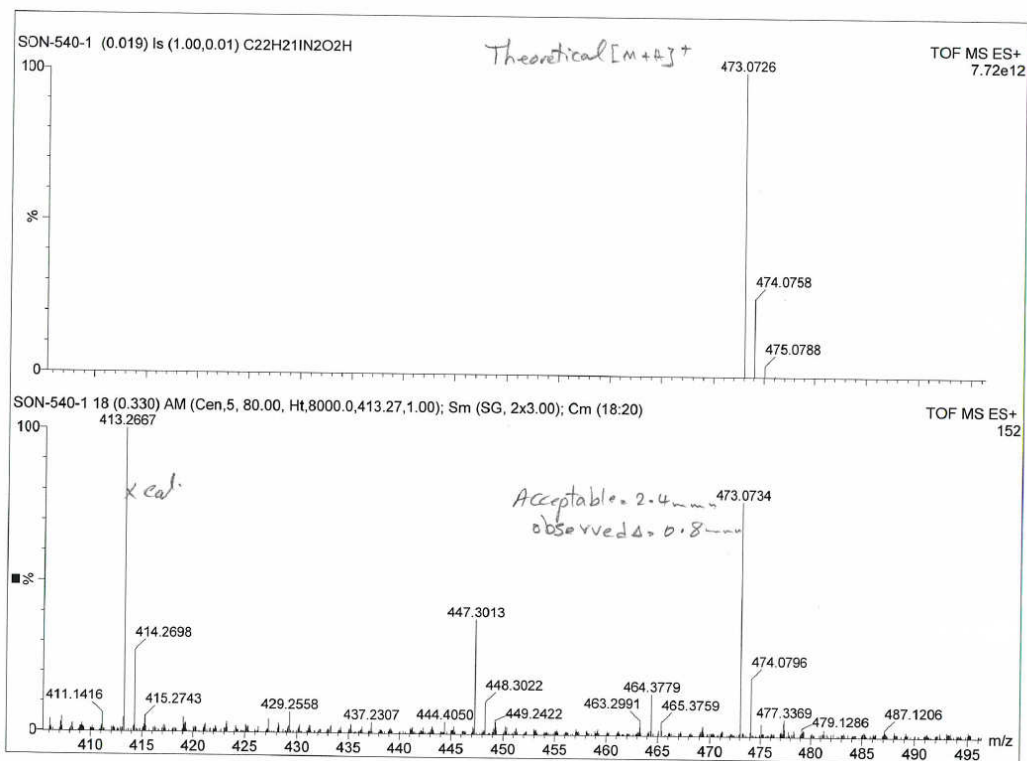 SON-540-1 (0.019) Is (1.00,0.01) C22H21IN2O2H
Theoretical [M+H]+
TOF MS ES+
7.72e12
100
473.0726
%
474.0758
475.0788
0
SON-540-1 18 (0.330) AM (Cen,5, 80.00, Ht,8000.0,413.27,1.00); Sm (SG, 2x3.00); Cm (18:20)
TOF MS ES+
152
100
413.2667
x cal.
Acceptable = 2.4
473.0734
observed Δ = 0.8
%
447.3013
414.2698
474.0796
411.1416
415.2743
429.2558
437.2307
444.4050
448.3022
449.2422
463.2991
464.3779
465.3759
477.3369
479.1286
487.1206
0
410 415 420 425 430 435 440 445 450 455 460 465 470 475 480 485 490 495 m/z